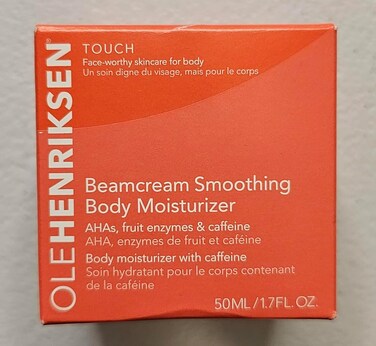 OLEHENRIKSEN
TOUCH
Face-worthy skincare for body
Un soin digne du visage, mais pour le corps
Beamcream Smoothing
Body Moisturizer
AHAs, fruit enzymes & caffeine
AHA, enzymes de fruit et caféine
Body moisturizer with caffeine
Soin hydratant pour le corps contenant
de la caféine
50ML/1.7FL. OZ.